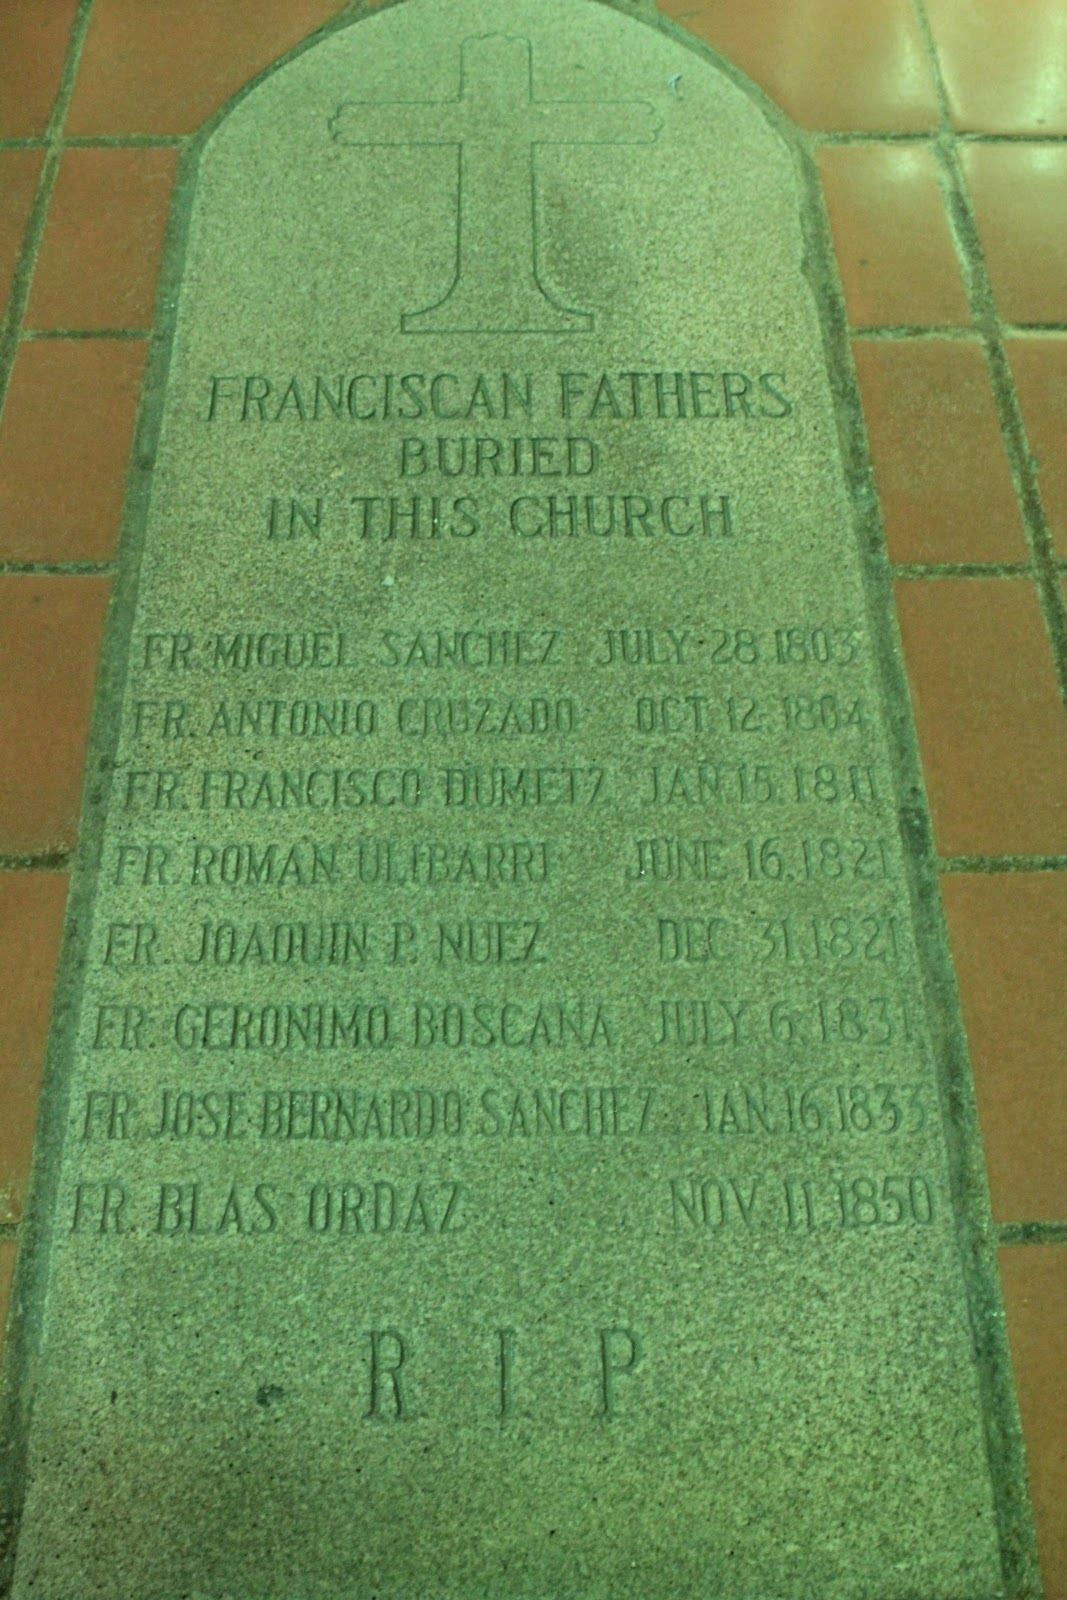 FRANCISCAN FATHERS
BURIED
IN THIS CHURCH
FR. MIGUEL SANCHEZ JULY 28. 1803
FR. ANTONIO CRUZADO OCT 12. 1804
FR. FRANCISCO DUMETZ JAN. 15. 1811
FR. ROMAN ULIBARRI JUNE 16. 1821
FR. JOAQUIN P. NUEZ DEC 31. 1821
FR. GERONIMO BOSCANA JULY 6. 1831
FR. JOSE BERNARDO SANCHEZ JAN. 16. 1833
FR. BLAS ORDAZ NOV. 11. 1850
R I P